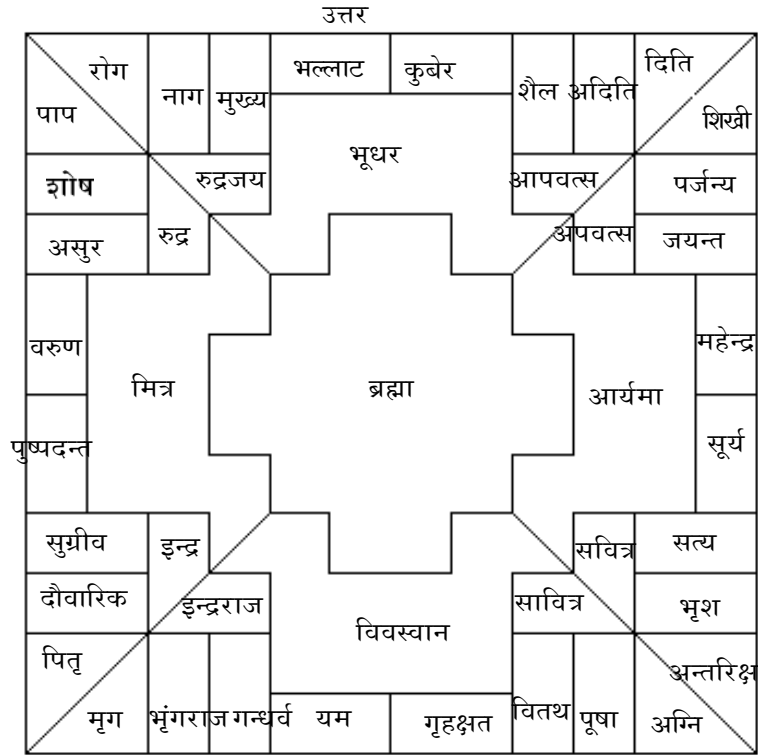 उत्तर
रोग
नाग
मुख्य
भल्लाट
कुबेर
शैल
अदिति
दिति
पाप
शिखी
भूधर
शोष
रुद्रजय
आपवत्स
पर्जन्य
असुर
रुद्र
अपवत्स
जयन्त
वरुण
महेन्द्र
मित्र
ब्रह्मा
आर्यमा
पुष्पदन्त
सूर्य
सुग्रीव
इन्द्र
सवित्र
सत्य
दौवारिक
इन्द्रराज
सावित्र
भृश
विवस्वान
पितृ
अन्तरिक्ष
मृग
भृंगराज
गन्धर्व
यम
गृहक्षत
वितथ
पूषा
अग्नि